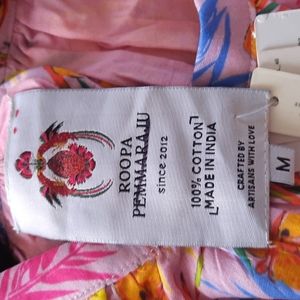 ROOPA
PEMMARAJU
since 2012
100% COTTON
MADE IN INDIA
CRAFTED BY
ARTISANS WITH LOVE
M